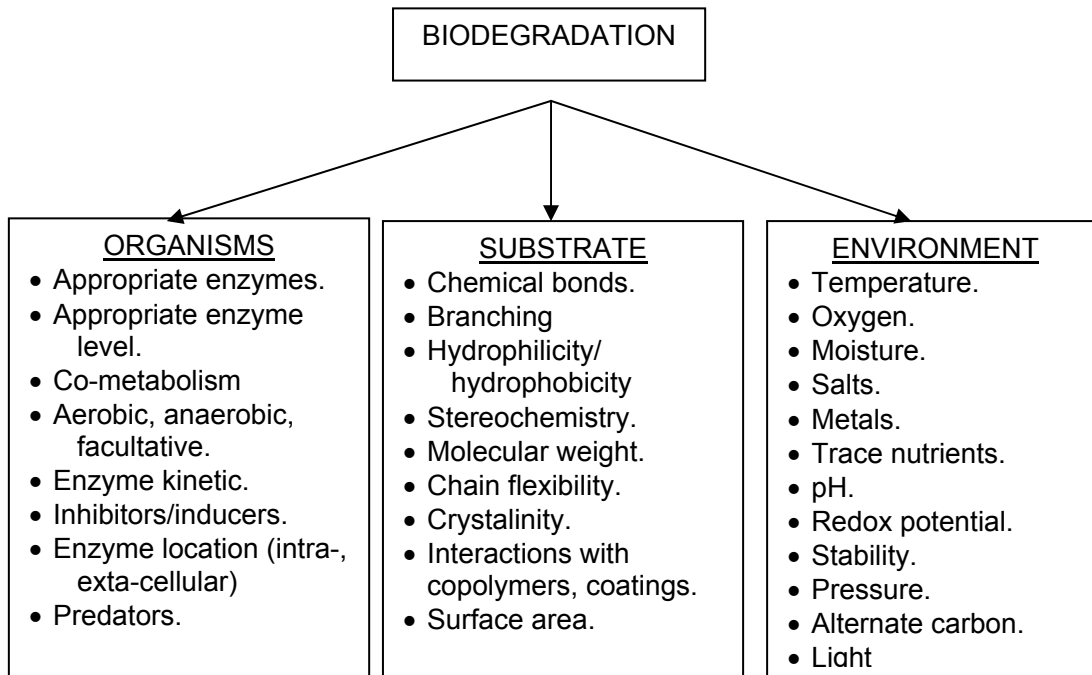 BIODEGRADATION
ORGANISMS
• Appropriate enzymes.
• Appropriate enzyme
level.
• Co-metabolism
• Aerobic, anaerobic,
facultative.
• Enzyme kinetic.
• Inhibitors/inducers.
• Enzyme location (intra-,
exta-cellular)
• Predators.
SUBSTRATE
• Chemical bonds.
• Branching
• Hydrophilicity/
hydrophobicity
• Stereochemistry.
• Molecular weight.
• Chain flexibility.
• Crystalinity.
• Interactions with
copolymers, coatings.
• Surface area.
ENVIRONMENT
• Temperature.
• Oxygen.
• Moisture.
• Salts.
• Metals.
• Trace nutrients.
• pH.
• Redox potential.
• Stability.
• Pressure.
• Alternate carbon.
• Light